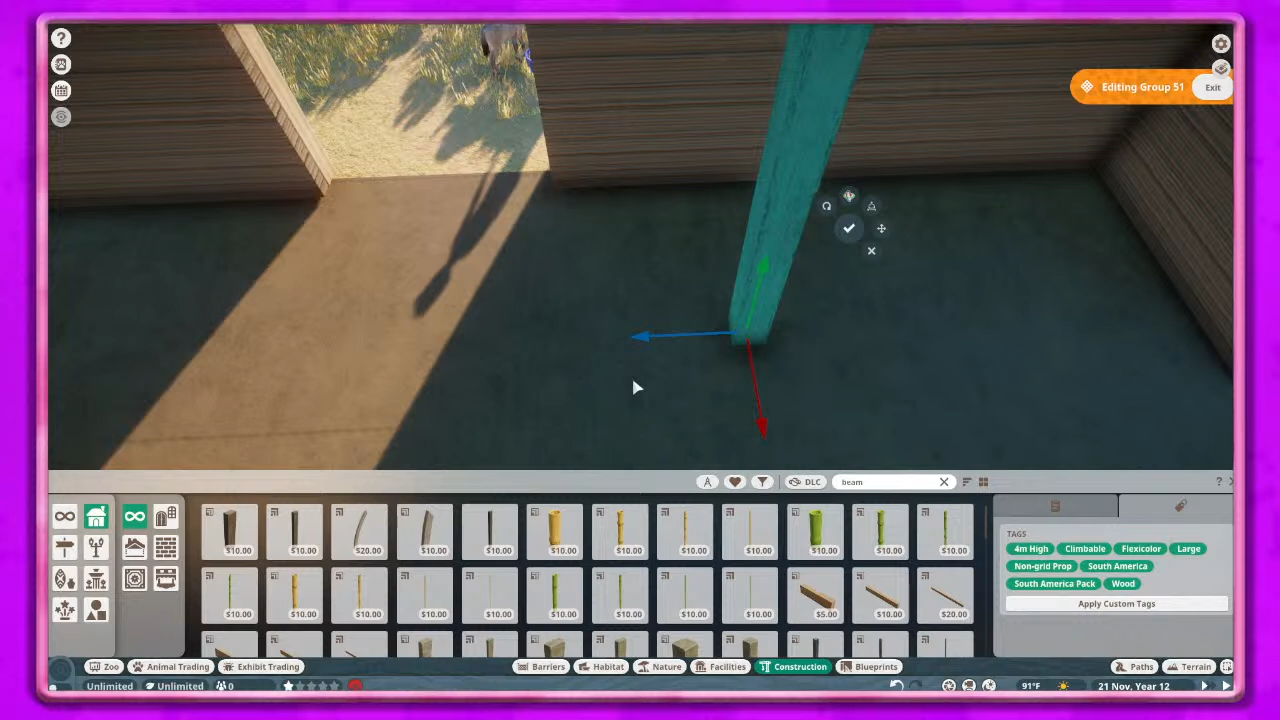 Editing Group 51 Exit
DLC beam
$10.00 $10.00 $20.00 $10.00 $10.00 $10.00 $10.00 $10.00 $10.00 $10.00 $10.00 $10.00
$10.00 $10.00 $10.00 $10.00 $10.00 $10.00 $10.00 $10.00 $10.00 $5.00 $10.00 $20.00
TAGS
4m High Climbable Flexicolor Large
Non-grid Prop South America
South America Pack Wood
Apply Custom Tags
Zoo Animal Trading Exhibit Trading Barriers Habitat Nature Facilities Construction Blueprints Paths Terrain
Unlimited Unlimited 0 91°F 21 Nov, Year 12